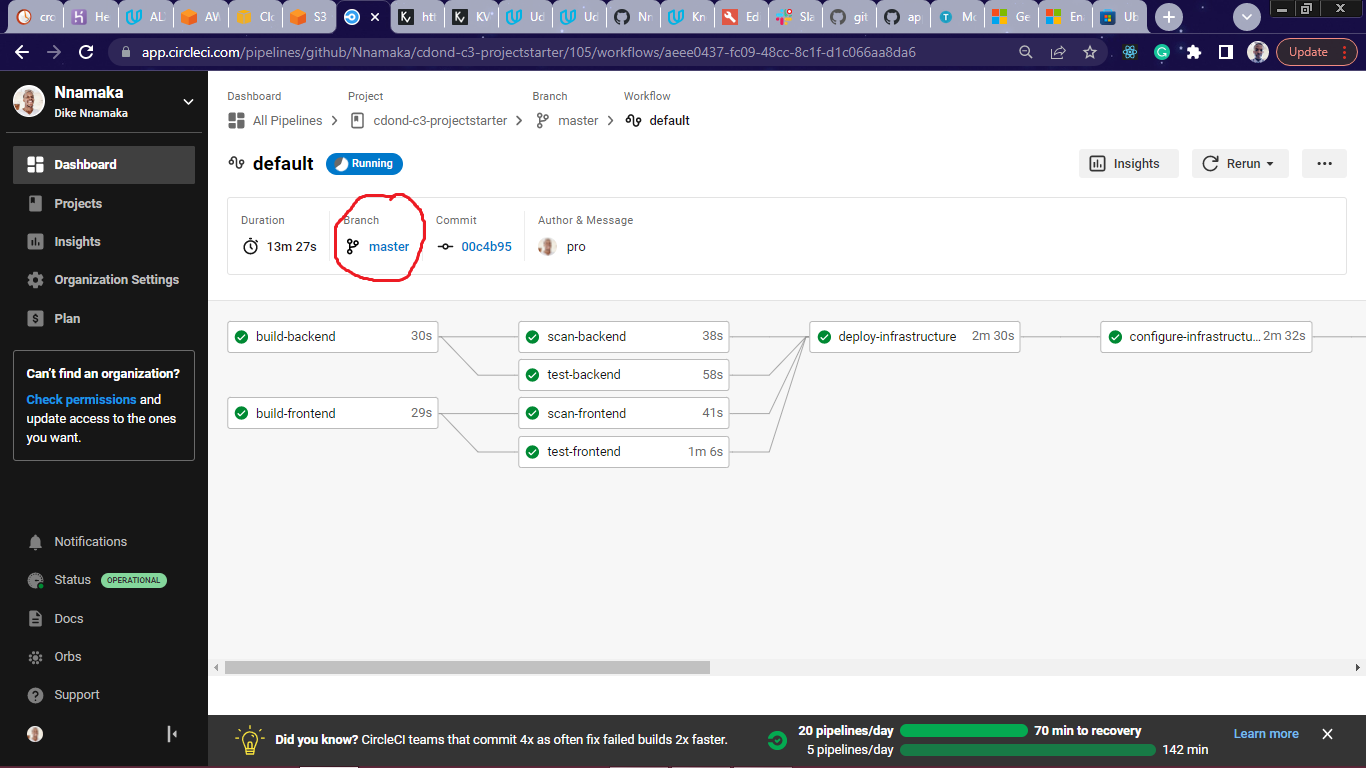 crc
He
AL
AW
Clo
S3
htt
KV
Ud
Ud
Nn
Kn
Edi
Sla
git
ap
Mc
Ge
Ena
Ub
app.circleci.com/pipelines/github/Nnamaka/cdond-c3-projectstarter/105/workflows/aeee0437-fc09-48cc-8c1f-d1c066aa8da6
Update
Nnamaka
Dike Nnamaka
Dashboard
Projects
Insights
Organization Settings
Plan
Can't find an organization?
Check permissions and
update access to the ones
you want.
Notifications
Status OPERATIONAL
Docs
Orbs
Support
Dashboard Project Branch Workflow
All Pipelines cdond-c3-projectstarter master default
default Running
Insights Rerun
Duration Branch Commit Author & Message
13m 27s master 00c4b95 pro
build-backend 30s scan-backend 38s deploy-infrastructure 2m 30s configure-infrastructu... 2m 32s
test-backend 58s
build-frontend 29s scan-frontend 41s
test-frontend 1m 6s
Did you know? CircleCI teams that commit 4x as often fix failed builds 2x faster.
20 pipelines/day 70 min to recovery
5 pipelines/day 142 min
Learn more